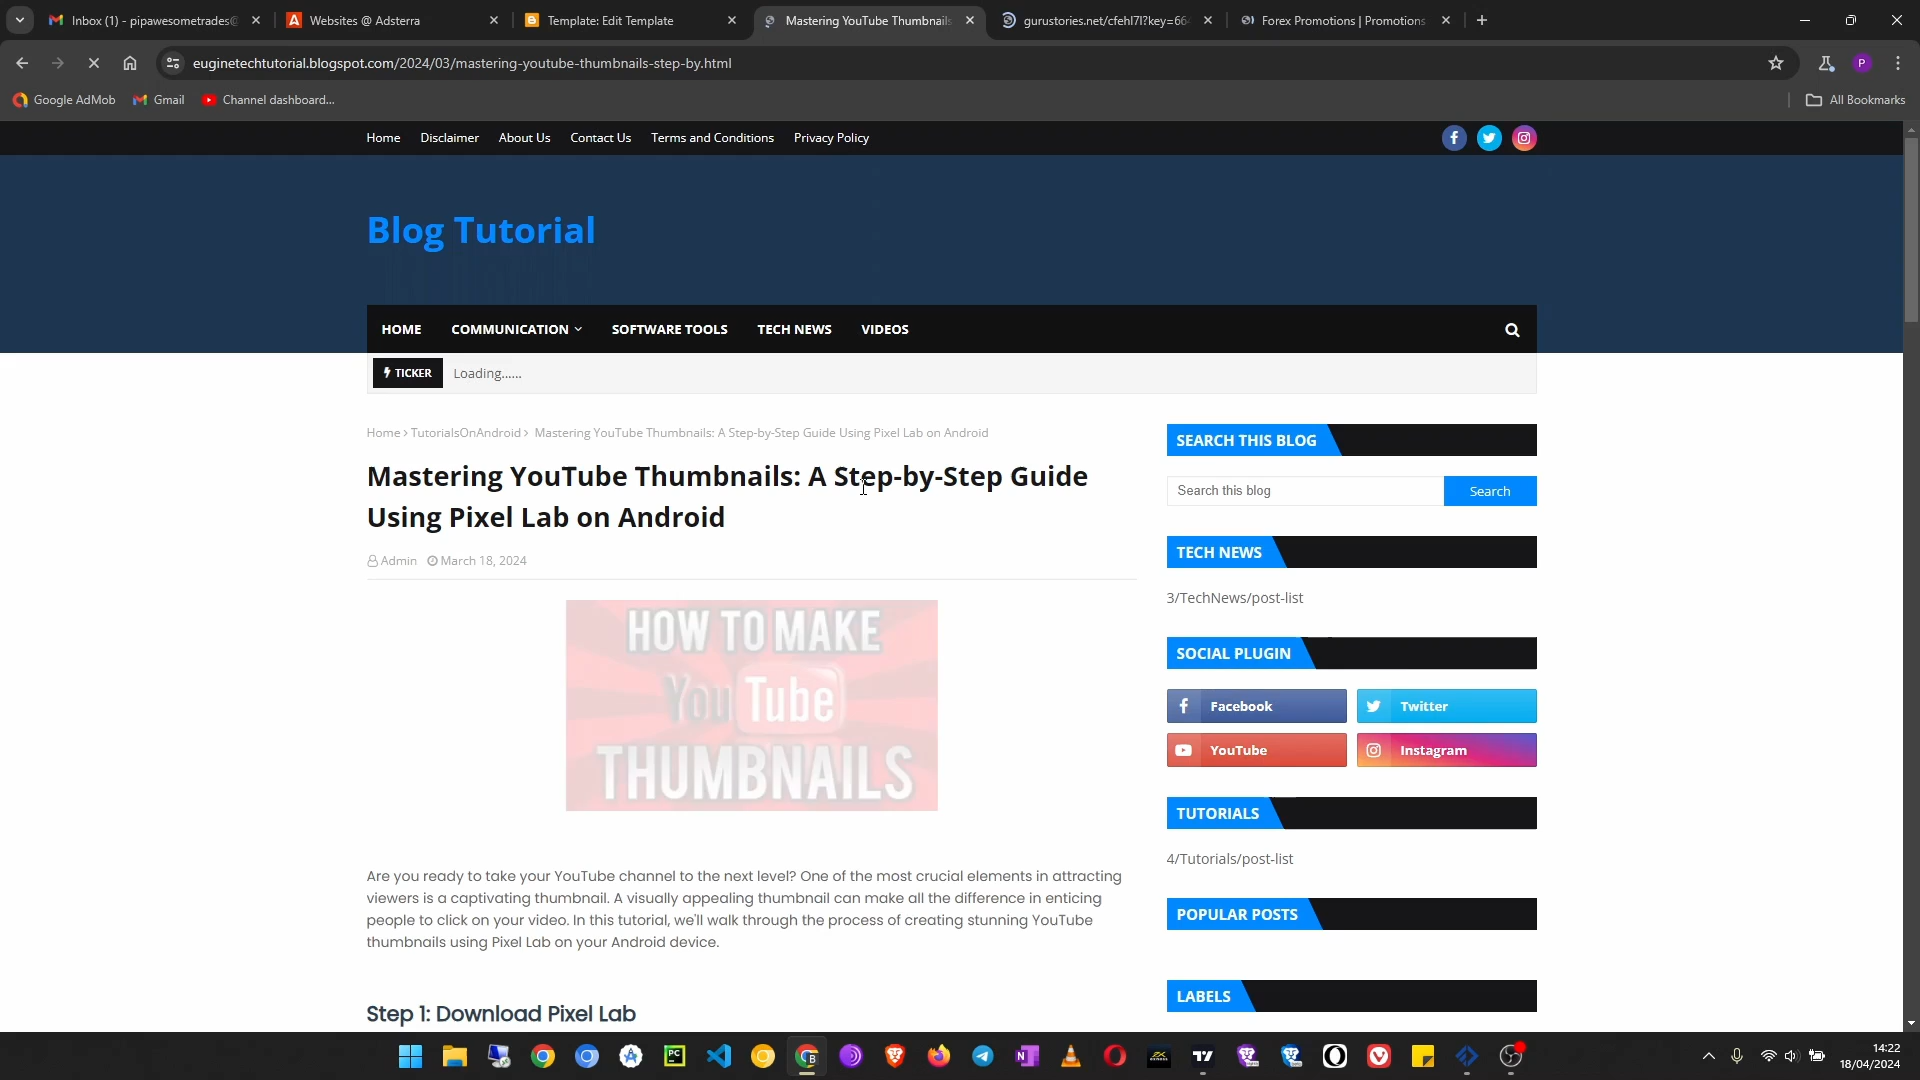 Inbox (1) - pipawesometrades@
Websites @ Adsterra
Template: Edit Template
Mastering YouTube Thumbnails
gurustories.net/cfehl7l?key=66
Forex Promotions | Promotions
euginetechtutorial.blogspot.com/2024/03/mastering-youtube-thumbnails-step-by.html
P
Google AdMob
Gmail
Channel dashboard...
All Bookmarks
Home
Disclaimer
About Us
Contact Us
Terms and Conditions
Privacy Policy
Blog Tutorial
HOME
COMMUNICATION
SOFTWARE TOOLS
TECH NEWS
VIDEOS
TICKER
Loading......
Home › TutorialsOnAndroid › Mastering YouTube Thumbnails: A Step-by-Step Guide Using Pixel Lab on Android
Mastering YouTube Thumbnails: A Step-by-Step Guide
Using Pixel Lab on Android
Admin March 18, 2024
HOW TO MAKE
YouTube
THUMBNAILS
Are you ready to take your YouTube channel to the next level? One of the most crucial elements in attracting
viewers is a captivating thumbnail. A visually appealing thumbnail can make all the difference in enticing
people to click on your video. In this tutorial, we'll walk through the process of creating stunning YouTube
thumbnails using Pixel Lab on your Android device.
Step 1: Download Pixel Lab
SEARCH THIS BLOG
Search this blog
Search
TECH NEWS
3/TechNews/post-list
SOCIAL PLUGIN
Facebook
Twitter
YouTube
Instagram
TUTORIALS
4/Tutorials/post-list
POPULAR POSTS
LABELS
14:22
18/04/2024